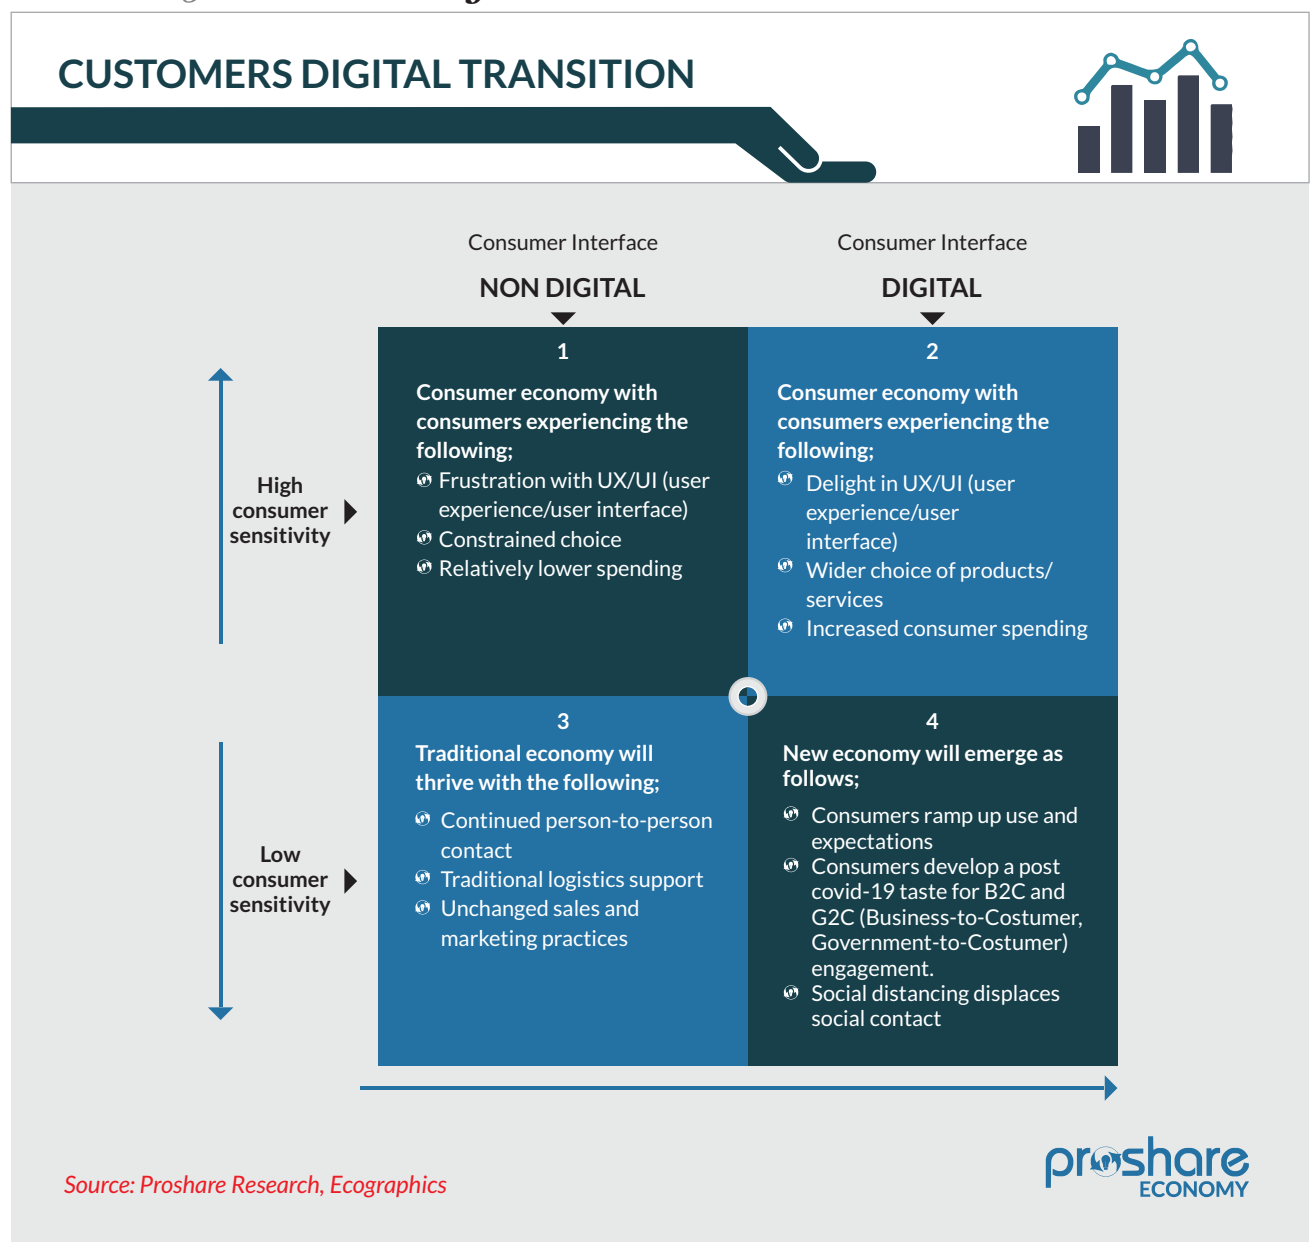 CUSTOMERS DIGITAL TRANSITION
Consumer Interface
NON DIGITAL
Consumer Interface
DIGITAL
High
consumer
sensitivity
1
Consumer economy with
consumers experiencing the
following;
Frustration with UX/UI (user
experience/user interface)
Constrained choice
Relatively lower spending
2
Consumer economy with
consumers experiencing the
following;
Delight in UX/UI (user
experience/user
interface)
Wider choice of products/
services
Increased consumer spending
Low
consumer
sensitivity
3
Traditional economy will
thrive with the following;
Continued person-to-person
contact
Traditional logistics support
Unchanged sales and
marketing practices
4
New economy will emerge as
follows;
Consumers ramp up use and
expectations
Consumers develop a post
covid-19 taste for B2C and
G2C (Business-to-Costumer,
Government-to-Costumer)
engagement.
Social distancing displaces
social contact
Source: Proshare Research, Ecographics
proshare
ECONOMY